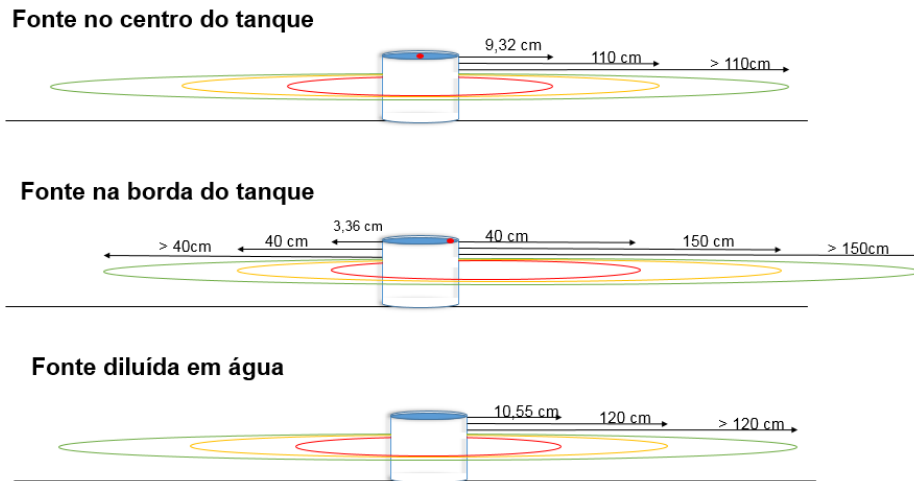 Fonte no centro do tanque
9,32 cm
110 cm
> 110cm
Fonte na borda do tanque
> 40cm
40 cm
3,36 cm
40 cm
150 cm
> 150cm
Fonte diluída em água
10,55 cm
120 cm
> 120 cm